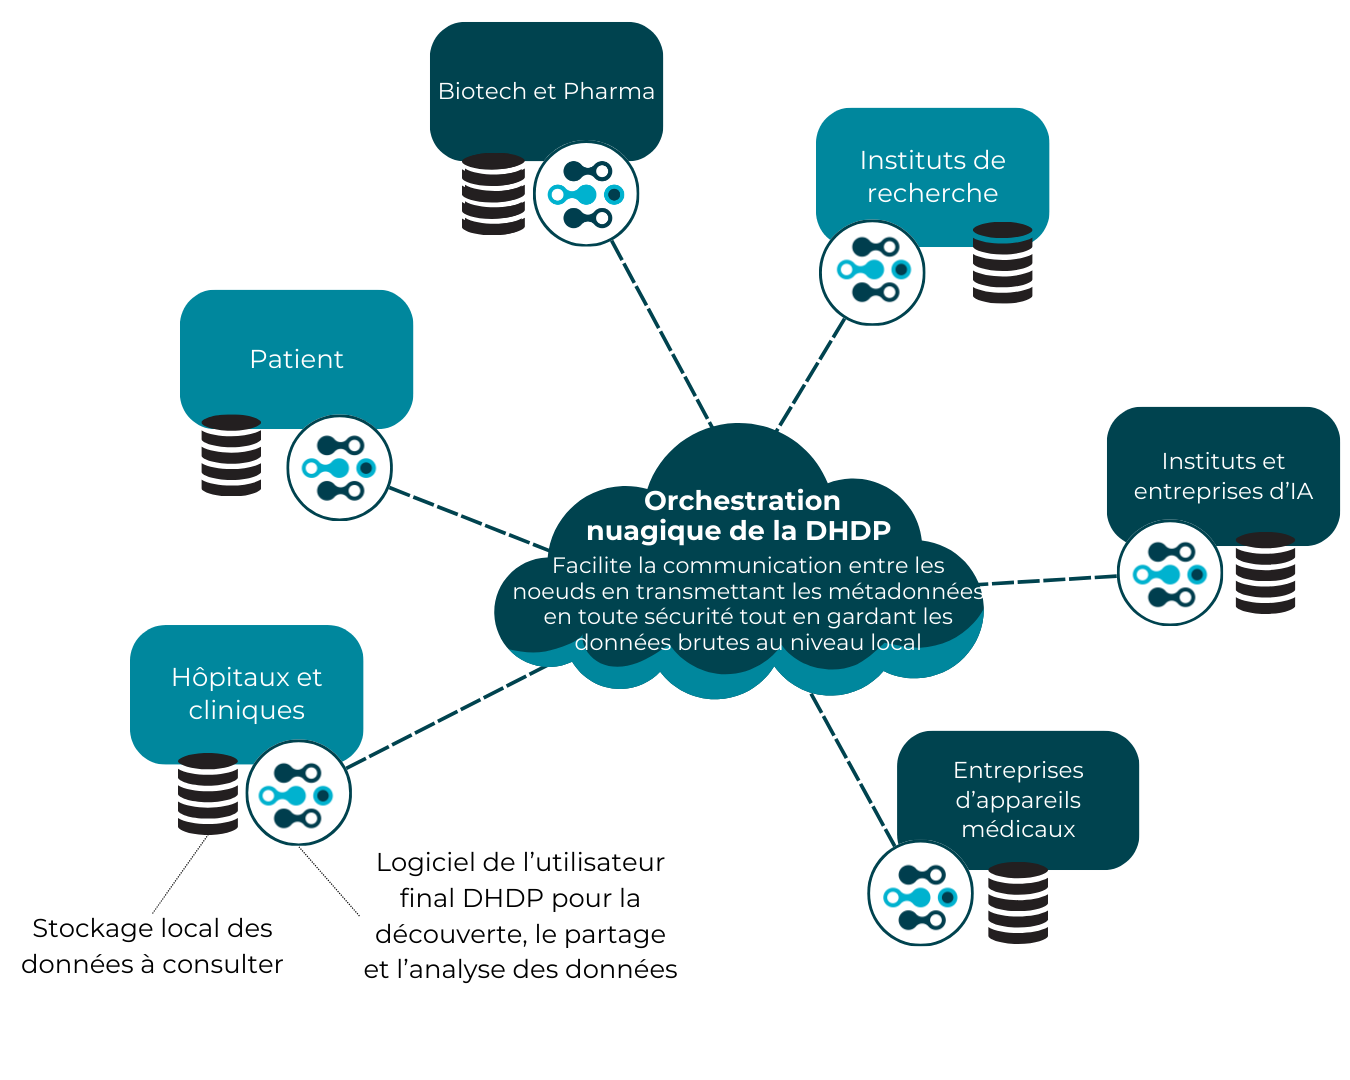 Biotech et Pharma
Instituts de
recherche
Patient
Instituts et
entreprises d’IA
Orchestration
nuagique de la DHDP
Facilite la communication entre les
noeuds en transmettant les métadonnées
en toute sécurité tout en gardant les
données brutes au niveau local
Hôpitaux et
cliniques
Entreprises
d’appareils
médicaux
Logiciel de l’utilisateur
final DHDP pour la
découverte, le partage
et l’analyse des données
Stockage local des
données à consulter